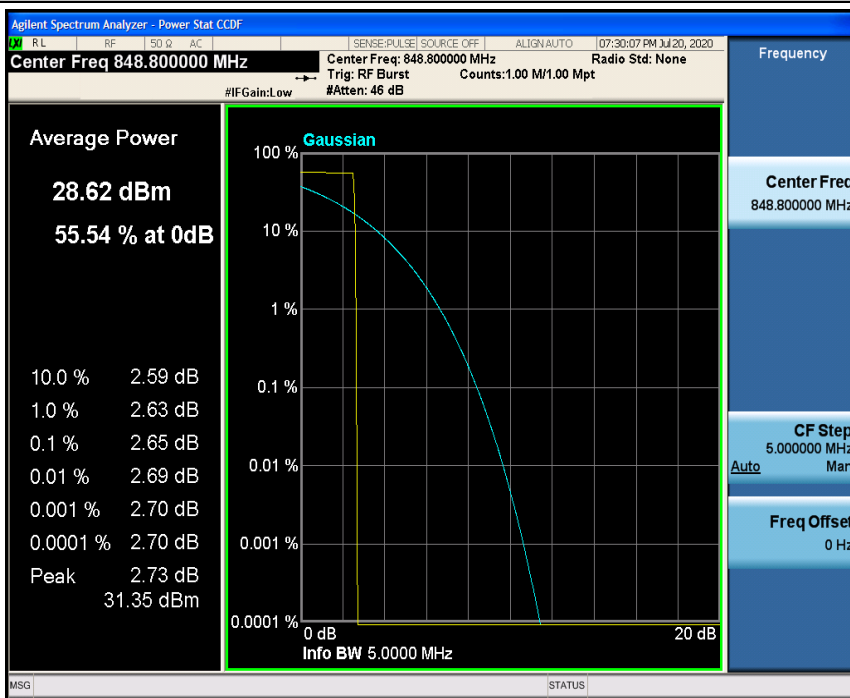 Agilent Spectrum Analyzer - Power Stat CCDF
LXI RL RF 50 Ω AC SENSE:PULSE SOURCE OFF ALIGNAUTO 07:30:07 PM Jul 20, 2020
Center Freq 848.800000 MHz
Center Freq: 848.800000 MHz Radio Std: None
Trig: RF Burst Counts:1.00 M/1.00 Mpt
#IFGain:Low #Atten: 46 dB
Frequency
Average Power
28.62 dBm
55.54 % at 0dB
10.0 % 2.59 dB
1.0 % 2.63 dB
0.1 % 2.65 dB
0.01 % 2.69 dB
0.001 % 2.70 dB
0.0001 % 2.70 dB
Peak 2.73 dB
31.35 dBm
Gaussian
100 %
10 %
1 %
0.1 %
0.01 %
0.001 %
0.0001 %
0 dB 20 dB
Info BW 5.0000 MHz
Center Freq
848.800000 MHz
CF Step
5.000000 MHz
Auto Man
Freq Offset
0 Hz
MSG STATUS